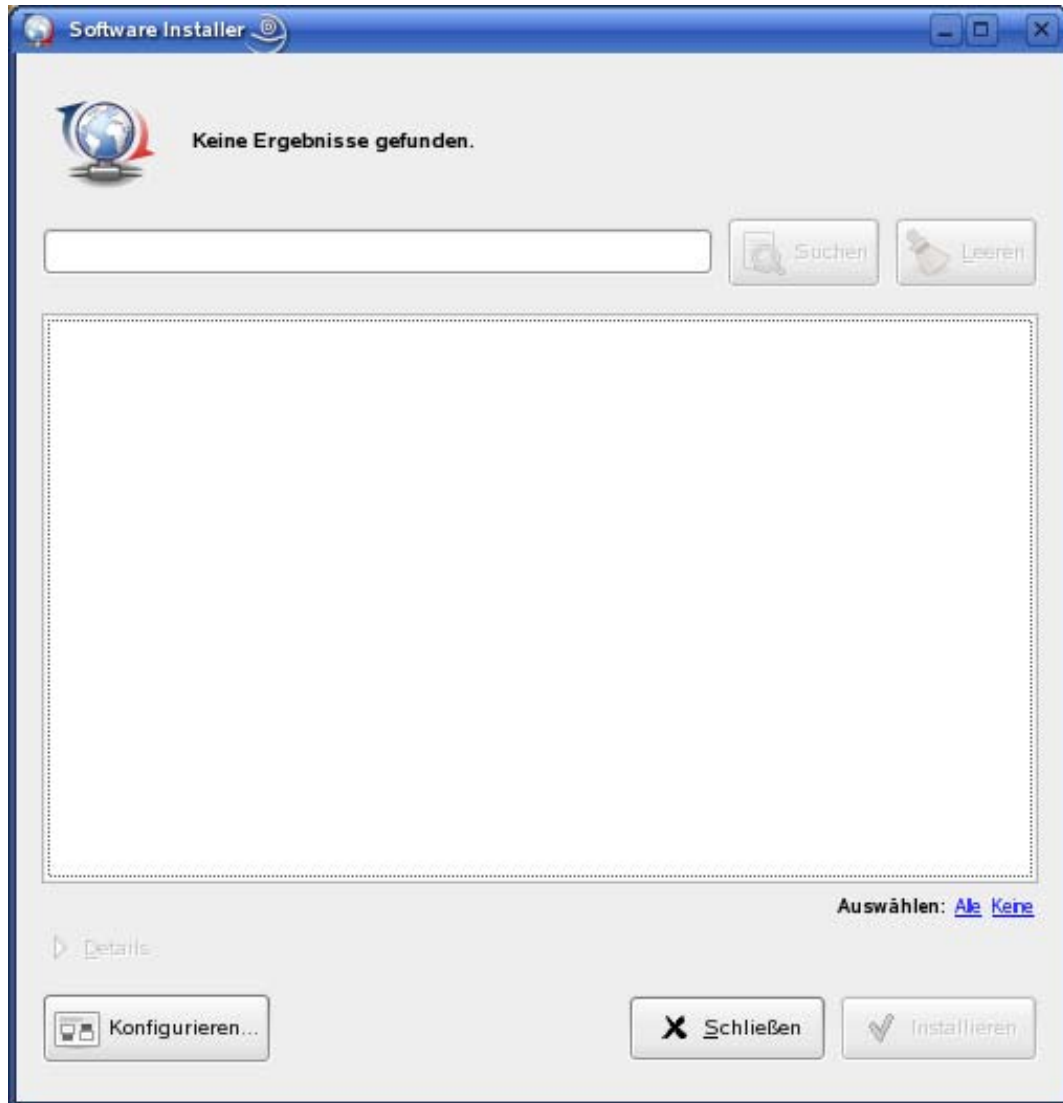 Software Installer
Keine Ergebnisse gefunden.
Suchen
Leeren
Auswählen: Alle Keine
Details
Konfigurieren...
Schließen
Installieren